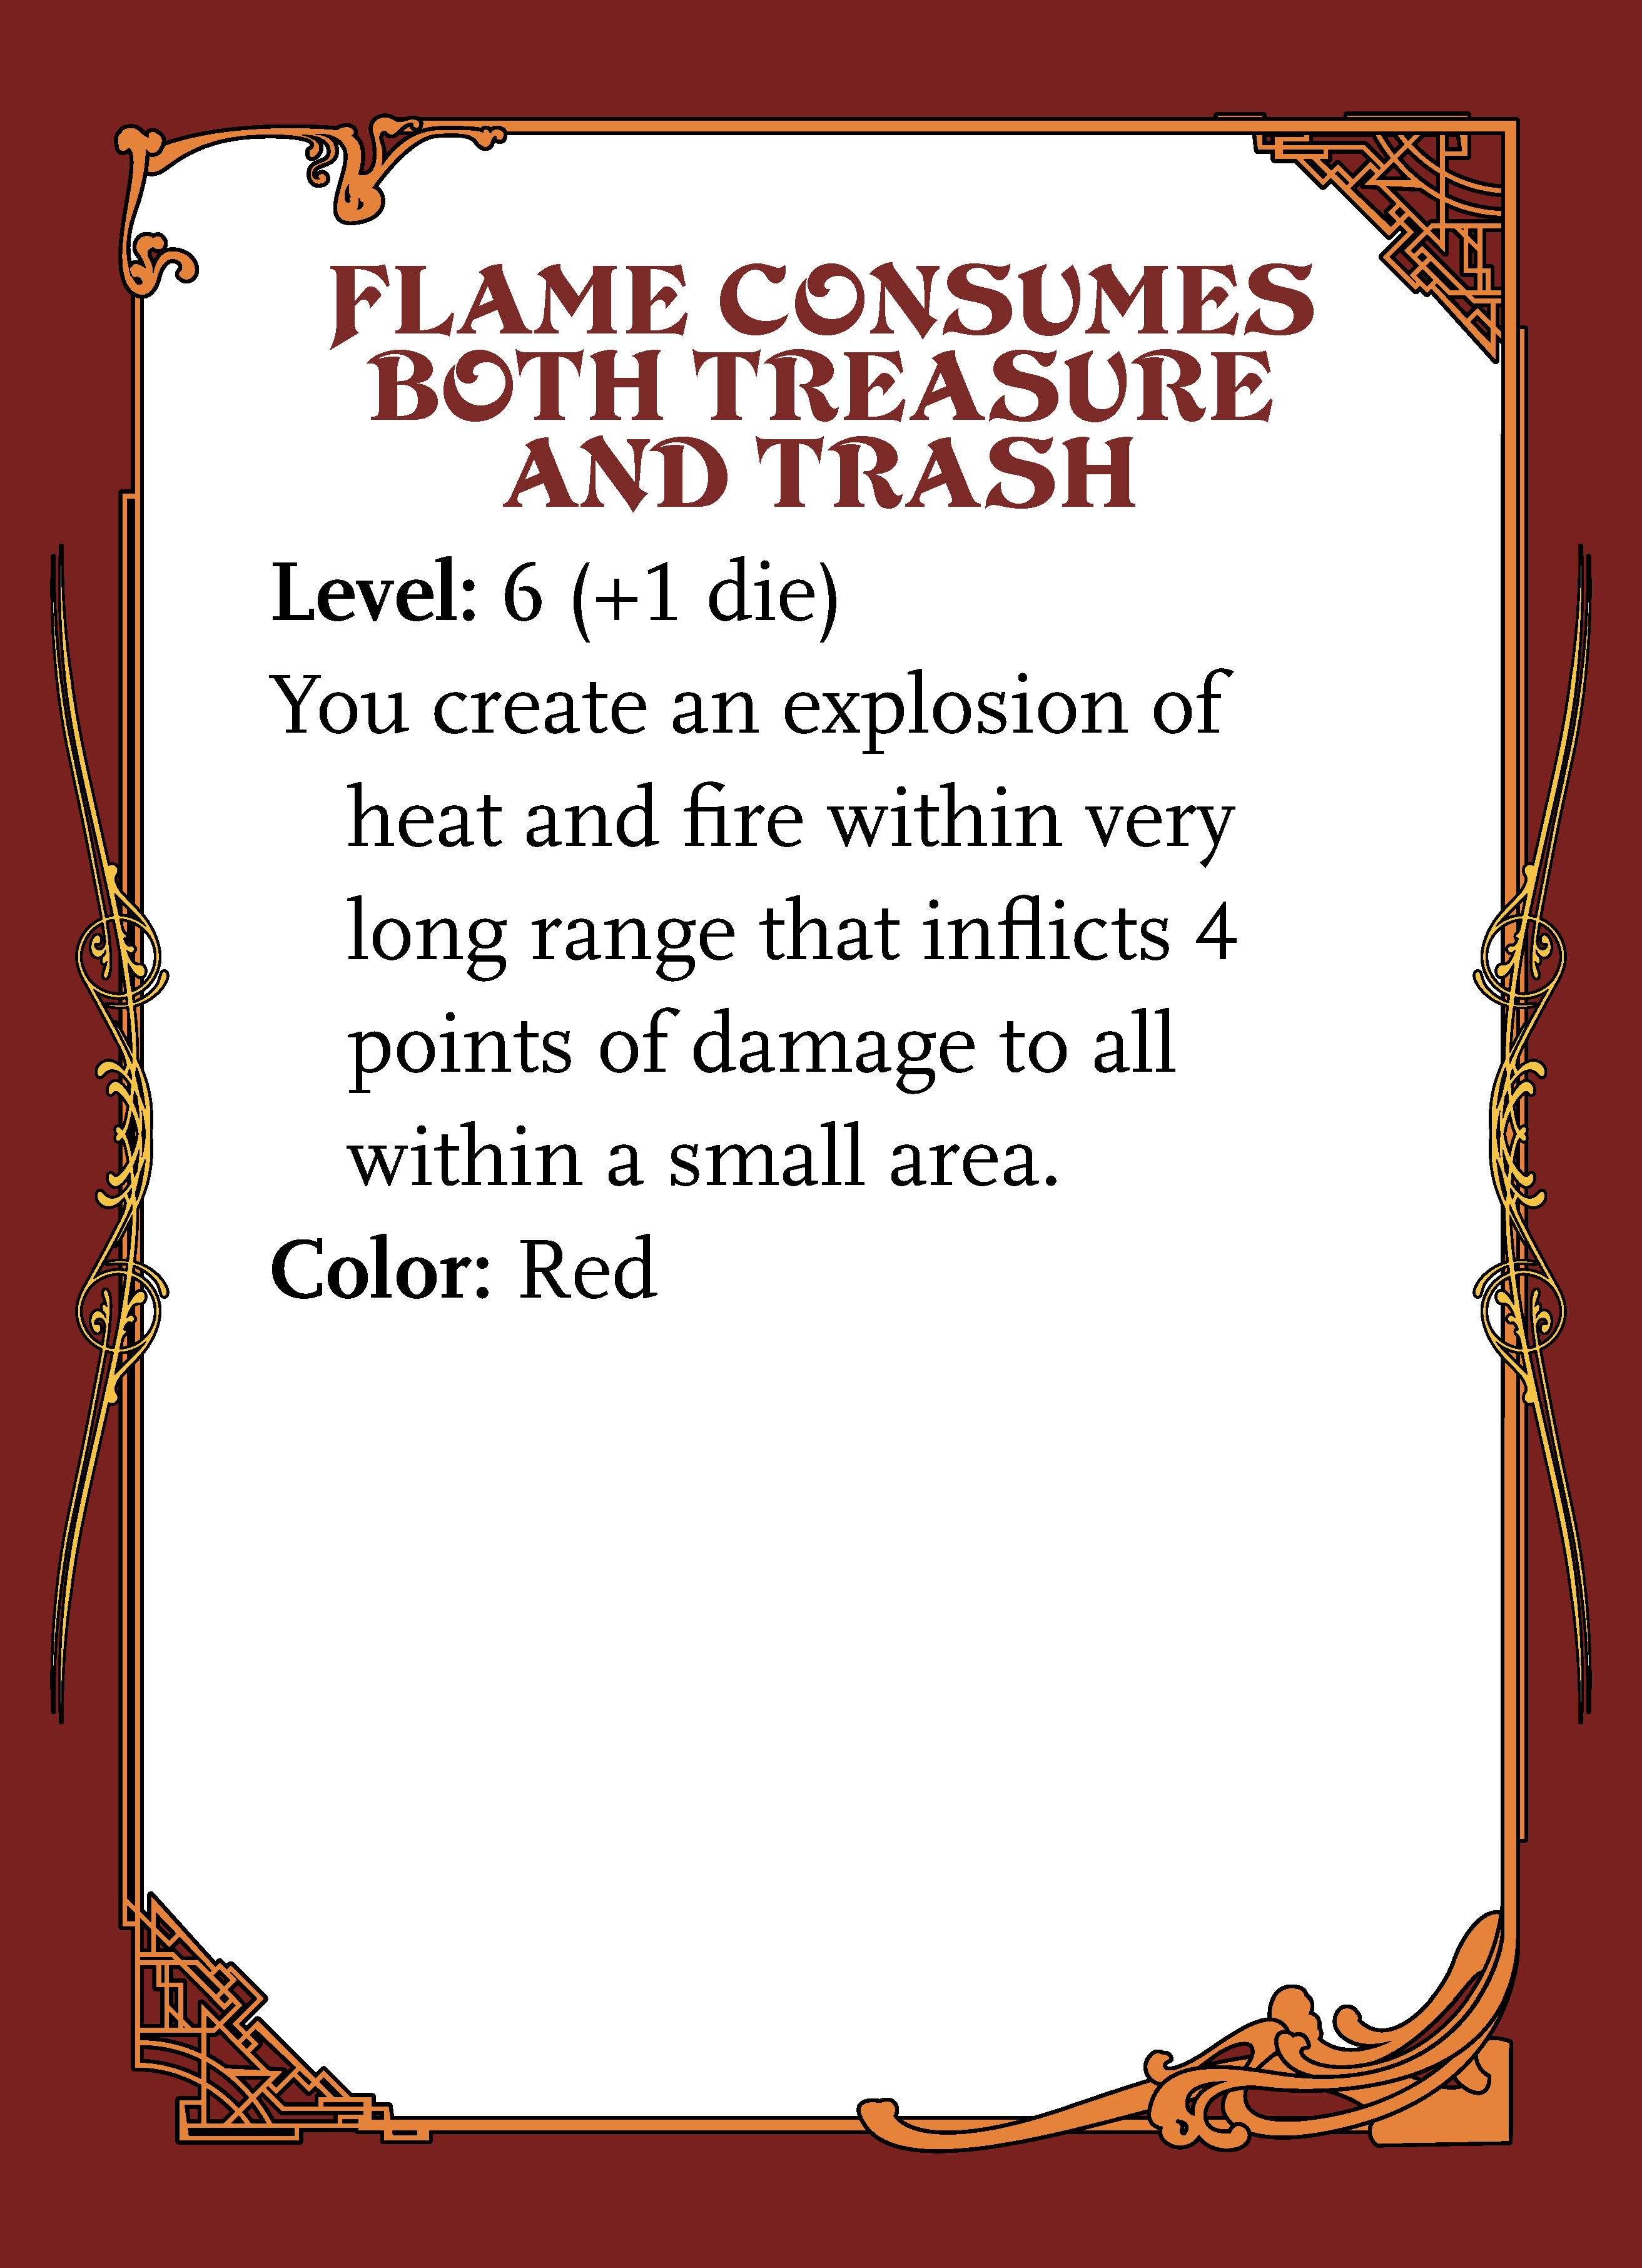 FLAME CONSUMES
BOTH TREASURE
AND TRASH
Level: 6 (+1 die)
You create an explosion of
heat and fire within very
long range that inflicts 4
points of damage to all
within a small area.
Color: Red